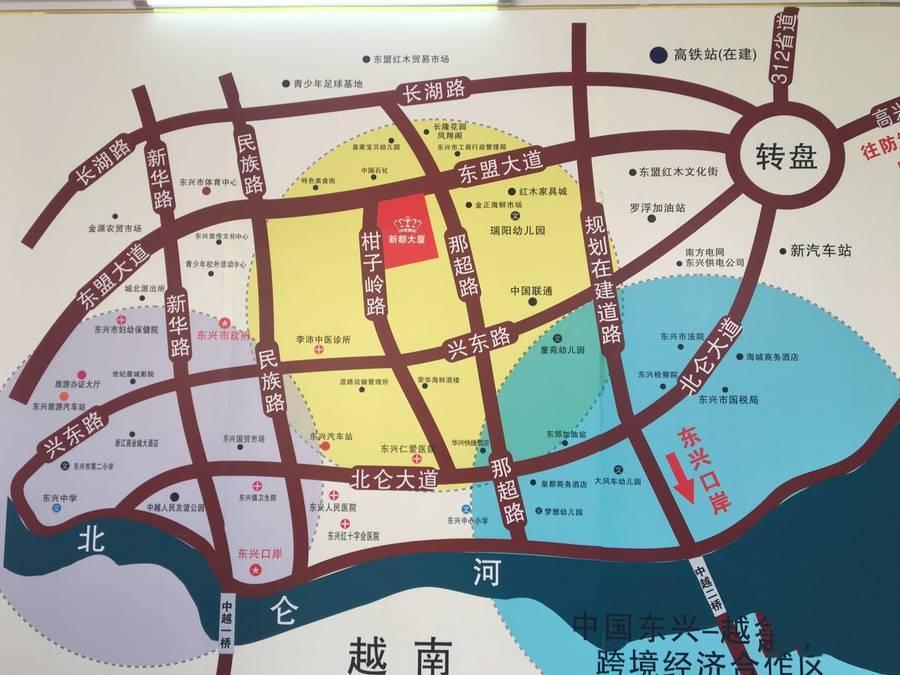 312省道
高铁站(在建)
东盟红木贸易市场
青少年足球基地
长湖路
长湖路
转盘
往防
新华路
民族路
长隆花园
凤翔阁
皇家宝贝幼儿园
东兴市工商行政管理局
东盟大道
中国石化
特色美食街
东兴市体育中心
红木家具城
东盟红木文化街
金正海鲜市场
罗浮加油站
瑞阳幼儿园
新都大厦
金源农贸市场
东兴宣传文化中心
柑子岭路
那超路
规划在建道路
南方电网
东兴供电公司
新汽车站
东盟大道
青少年校外活动中心
城北派出所
中国联通
新华路
东兴市妇幼保健院
东兴市政府
李沛中医诊所
兴东路
童苑幼儿园
东兴市法院
北仑大道
海城商务酒店
民族路
旅游办证大厅
世纪星城影院
东兴旅游汽车站
道路运输管理所
荣华海鲜酒楼
东兴检察院
东兴市国税局
兴东路
浙江商业城大酒店
东兴国贸市场
东兴汽车站
东兴仁爱医院
华兴快捷酒店
东郊加油站
东兴口岸
东兴市第二小学
北仑大道
那超路
皇都商务酒店
大风车幼儿园
东兴中学
中越人民友谊公园
东兴镇卫生院
东兴人民医院
东兴中心小学
梦想幼儿园
东兴红十字会医院
北
仑
河
东兴口岸
中越一桥
中越二桥
越南
中国东兴-越
跨境经济合作区